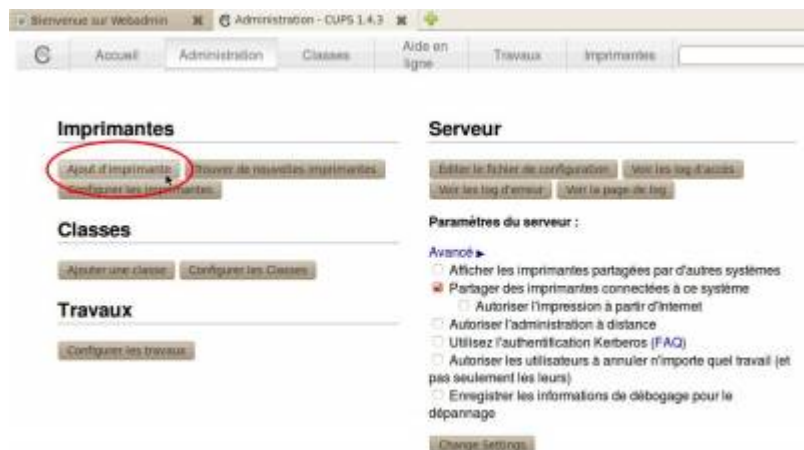 Bienvenue sur Webadmin
Administration - CUPS 1.4.3
Accueil
Administration
Classes
Aide en ligne
Travaux
Imprimantes
Imprimantes
Ajout d'imprimante
Trouver de nouvelles imprimantes
Configurer les imprimantes
Classes
Ajouter une classe
Configurer les Classes
Travaux
Configurer les travaux
Serveur
Editer le fichier de configuration
Voir les log d'accès
Voir les log d'erreur
Voir la page de log
Paramètres du serveur :
Avancé ▶
Afficher les imprimantes partagées par d'autres systèmes
Partager des imprimantes connectées à ce système
Autoriser l'impression à partir d'Internet
Autoriser l'administration à distance
Utilisez l'authentification Kerberos (FAQ)
Autoriser les utilisateurs à annuler n'importe quel travail (et
pas seulement les leurs)
Enregistrer les informations de débogage pour le
dépannage
Change Settings